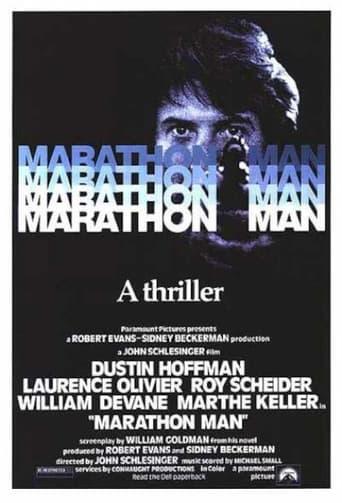 MARATHON MAN
MARATHON MAN
MARATHON MAN
MARATHON MAN
A thriller
Paramount Pictures presents
a ROBERT EVANS-SIDNEY BECKERMAN production
a JOHN SCHLESINGER film
DUSTIN HOFFMAN
LAURENCE OLIVIER ROY SCHEIDER
WILLIAM DEVANE MARTHE KELLER in
"MARATHON MAN"
screenplay by WILLIAM GOLDMAN from his novel
produced by ROBERT EVANS and SIDNEY BECKERMAN
directed by JOHN SCHLESINGER music scored by MICHAEL SMALL
services by CONNAUGHT PRODUCTIONS In Color a paramount picture
Read the Dell paperback